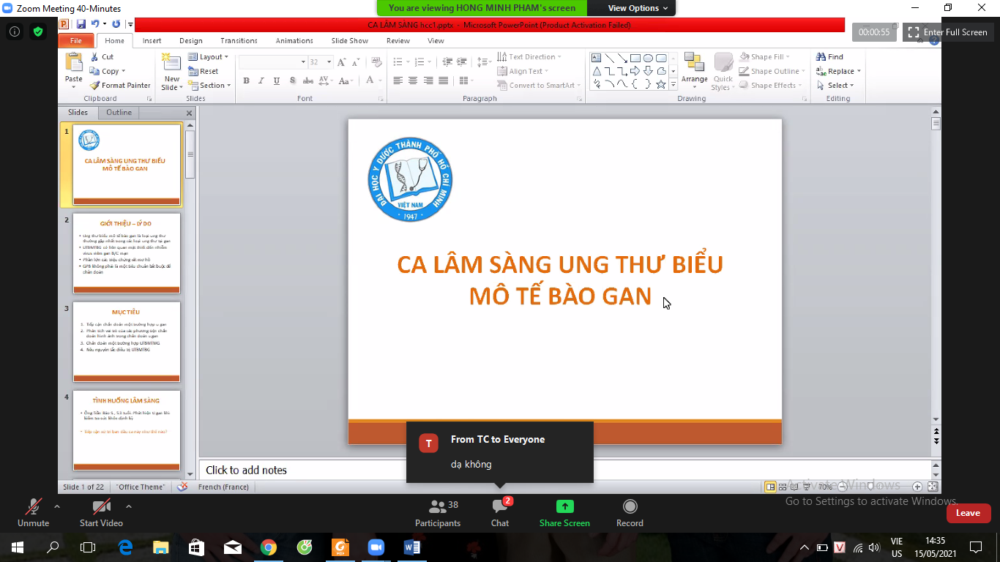 Zoom Meeting 40-Minutes
You are viewing HONG MINH PHAM's screen
View Options
CA LÂM SÀNG hcc1.pptx - Microsoft PowerPoint (Product Activation Failed)
00:00:55
Enter Full Screen
File
Home
Insert
Design
Transitions
Animations
Slide Show
Review
View
Paste
Cut
Copy
Format Painter
Clipboard
New Slide
Layout
Reset
Section
Slides
32
B I U S abc AV Aa A
Font
Text Direction
Align Text
Convert to SmartArt
Paragraph
Arrange
Quick Styles
Shape Fill
Shape Outline
Shape Effects
Drawing
Find
Replace
Select
Editing
Slides
Outline
1
CA LÂM SÀNG UNG THƯ BIỂU
MÔ TẾ BÀO GAN
2
GIỚI THIỆU – LÝ DO
• Ung thư biểu mô tế bào gan là loại ung thư
thường gặp nhất trong các loại ung thư tại gan
• UTBMTBG có liên quan mật thiết đến nhiễm
virus viêm gan B/C mạn
• Phần lớn các triệu chứng rất mơ hồ
• GPB không phải là một tiêu chuẩn bắt buộc để
chẩn đoán
3
MỤC TIÊU
1. Tiếp cận chẩn đoán một trường hợp u gan
2. Phân tích vai trò của các phương tiện chẩn
đoán hình ảnh trong chẩn đoán u gan
3. Chẩn đoán một trường hợp UTBMTMG
4. Nêu nguyên tắc điều trị UTBMTBG
4
TÌNH HUỐNG LÂM SÀNG
• Ông Trần Bảo S., 53 tuổi. Phát hiện u gan khi
kiểm tra sức khỏe định kỳ
• Tiếp cận xử trí ban đầu ca này như thế nào?
ĐẠI HỌC Y DƯỢC THÀNH PHỐ HỒ CHÍ MINH
VIỆT NAM
1947
CA LÂM SÀNG UNG THƯ BIỂU
MÔ TẾ BÀO GAN
T
From TC to Everyone
dạ không
Click to add notes
Slide 1 of 22
"Office Theme"
French (France)
70%
Activate Windows
Go to Settings to activate Windows.
Unmute
Start Video
Participants
38
Chat
2
Share Screen
Record
Leave
PDF
V
VIE
US
14:35
15/05/2021